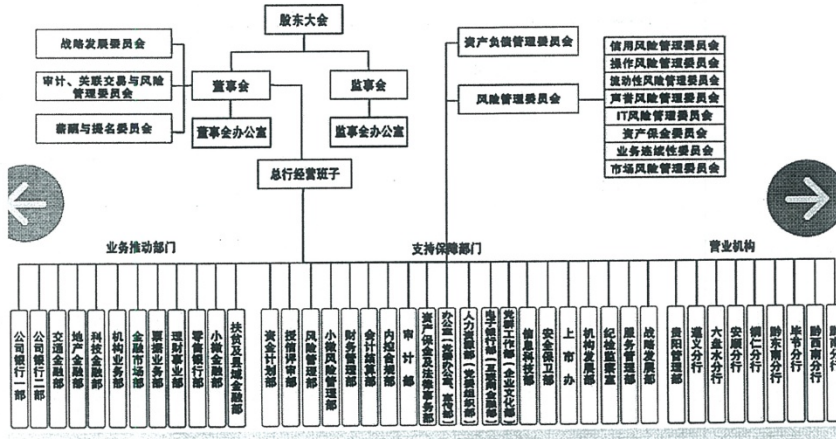 股东大会
战略发展委员会
审计、关联交易与风险
管理委员会
薪酬与提名委员会
董事会
监事会
董事会办公室
监事会办公室
总行经营班子
资产负债管理委员会
风险管理委员会
信用风险管理委员会
操作风险管理委员会
流动性风险管理委员会
声誉风险管理委员会
IT风险管理委员会
资产保全委员会
业务连续性委员会
市场风险管理委员会
业务推动部门
支持保障部门
营业机构
公司银行一部
公司银行二部
交通金融部
地产金融部
科技金融部
机构业务部
金融市场部
票据业务部
理财事业部
零售银行部
小微金融部
扶贫及县域金融部
资金计划部
授信评审部
风险管理部
小微风险管理部
财务管理部
会计结算部
内控合规部
审计部
资产保全及法律事务部
办公室(党委办公室、宣传部)
人力资源部(党委组织部)
电子银行部(互联网金融部)
党群工作部(企业文化部)
信息科技部
安全保卫部
上市办
机构发展部
纪检监察室
服务管理部
战略发展部
贵阳管理部
遵义分行
六盘水分行
安顺分行
铜仁分行
黔东南分行
毕节分行
黔西南分行